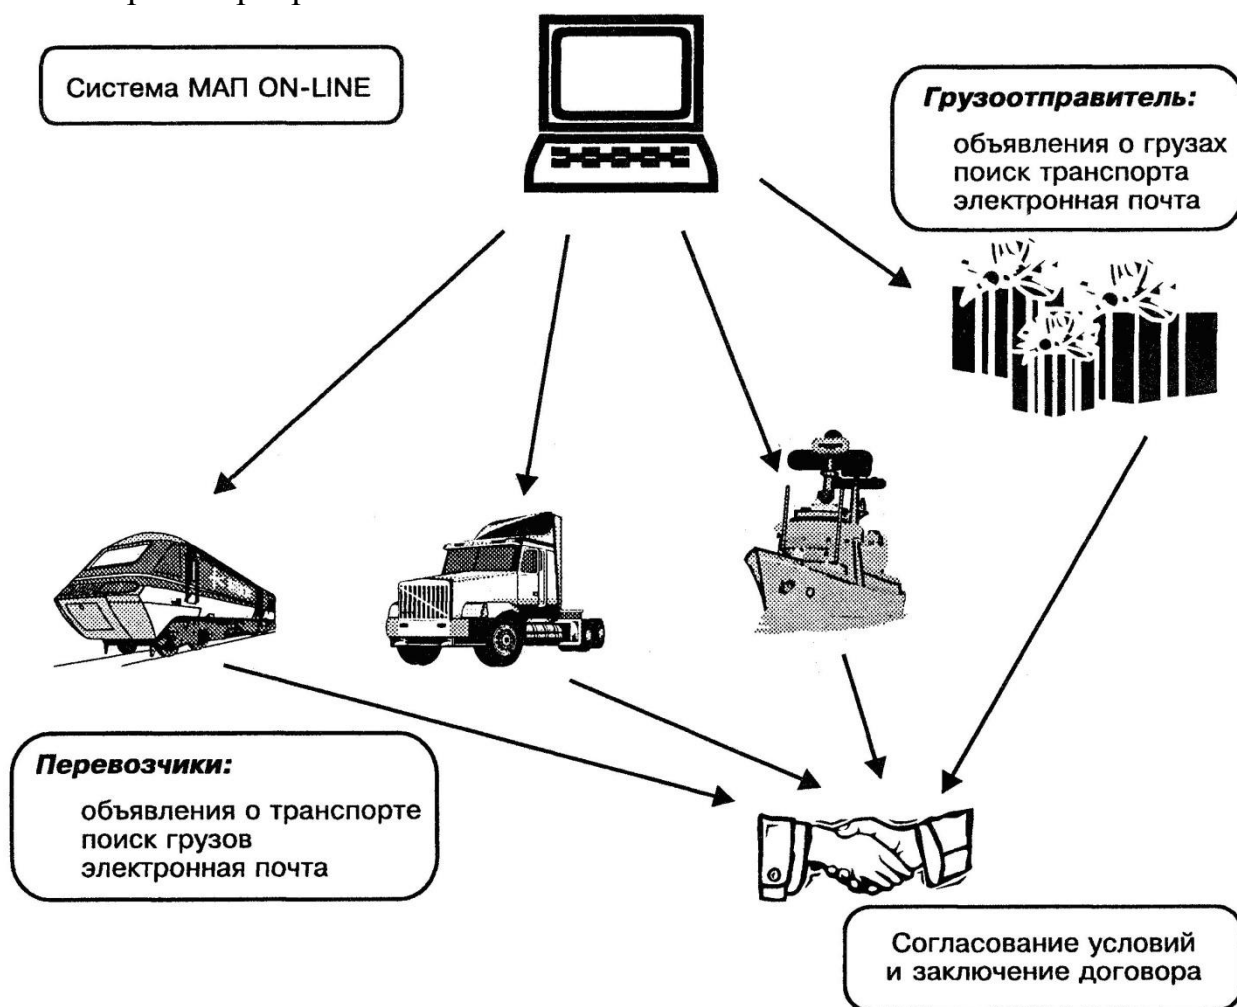 Система МАП ON-LINE
Грузоотправитель:
объявления о грузах
поиск транспорта
электронная почта
Перевозчики:
объявления о транспорте
поиск грузов
электронная почта
Согласование условий
и заключение договора